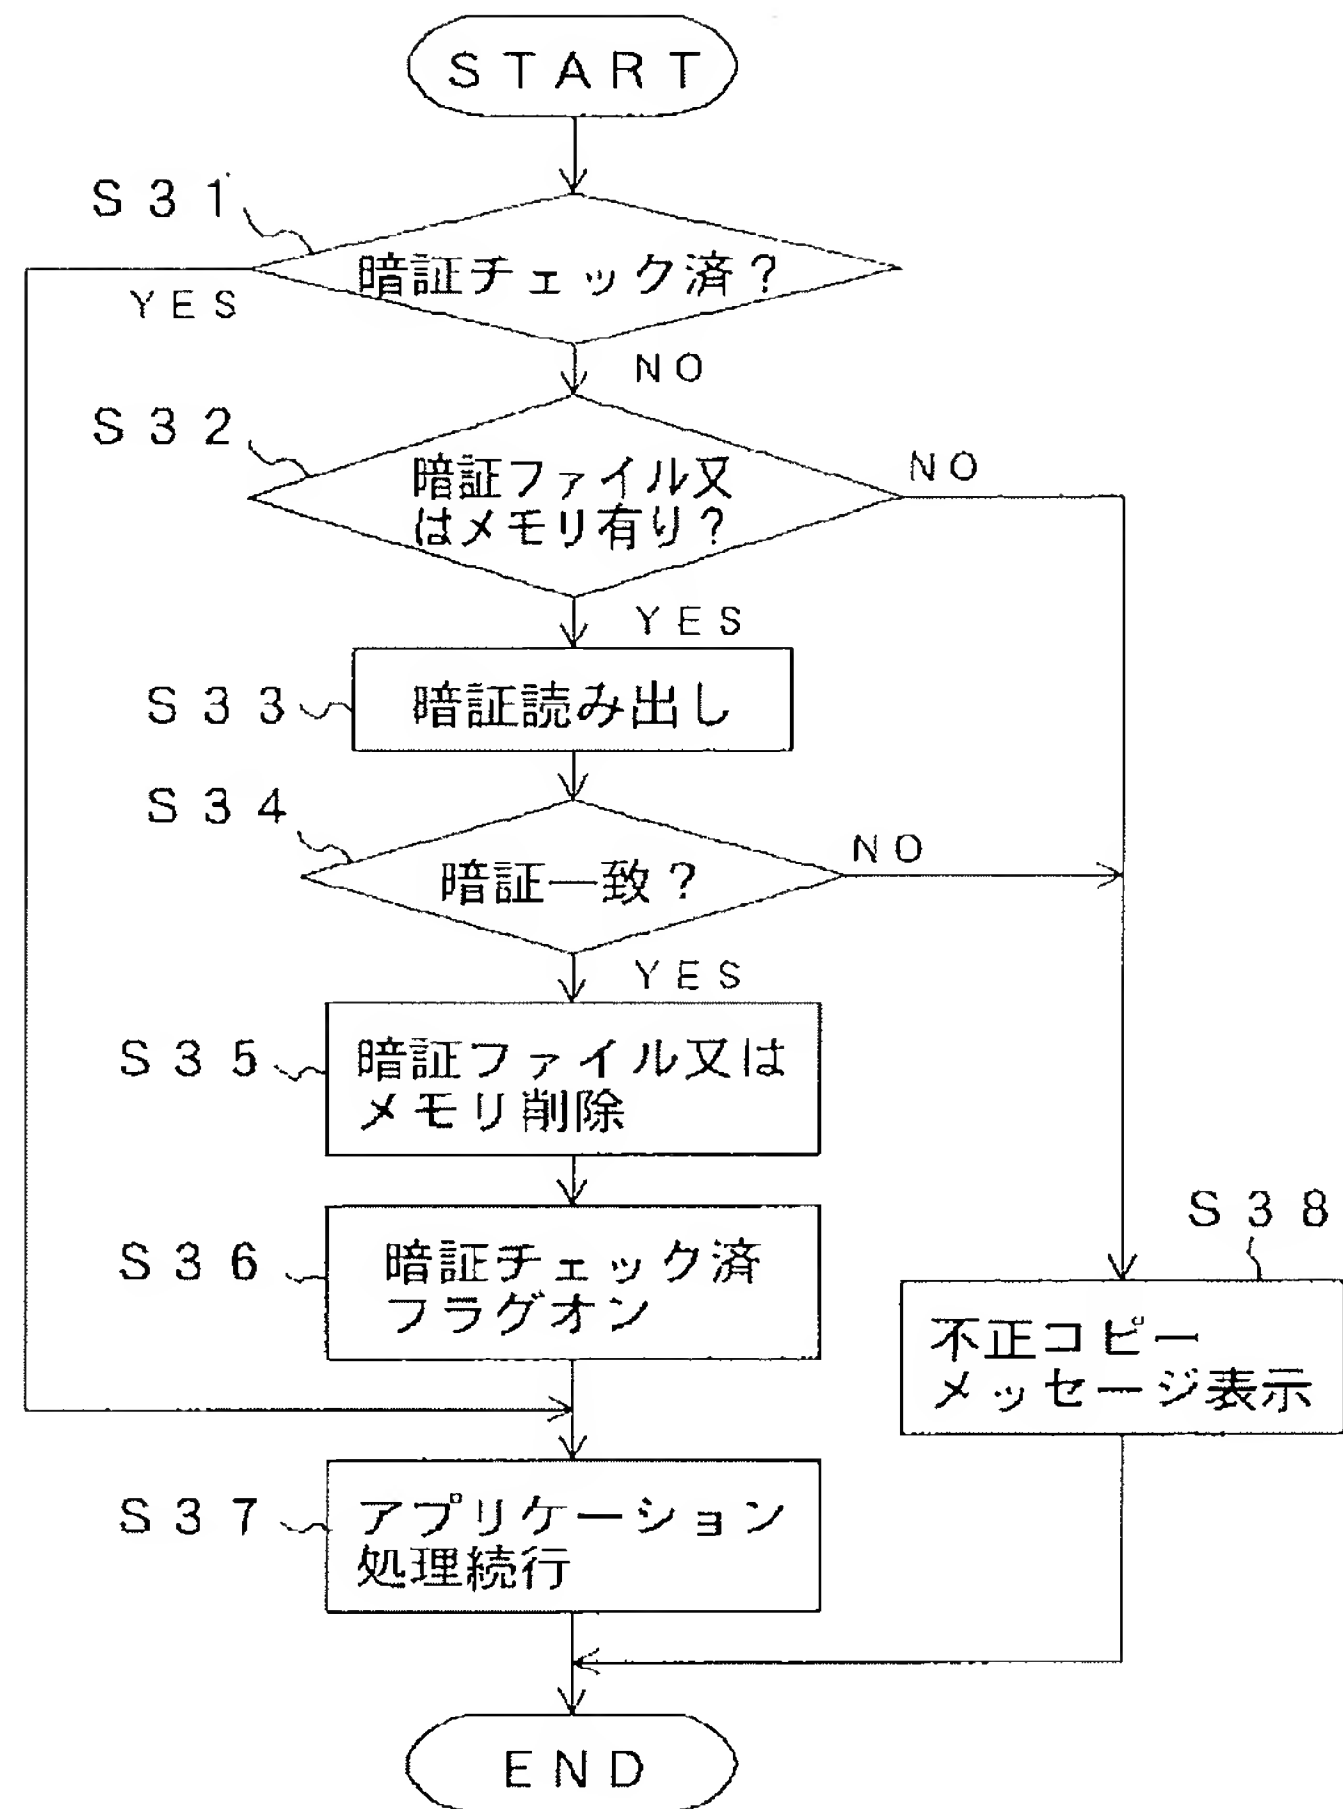 START
S31
暗証チェック済?
YES
NO
S32
暗証ファイル又
はメモリ有り?
NO
YES
S33
暗証読み出し
S34
暗証一致?
NO
YES
S35
暗証ファイル又は
メモリ削除
S36
暗証チェック済
フラグオン
S38
不正コピー
メッセージ表示
S37
アプリケーション
処理続行
END